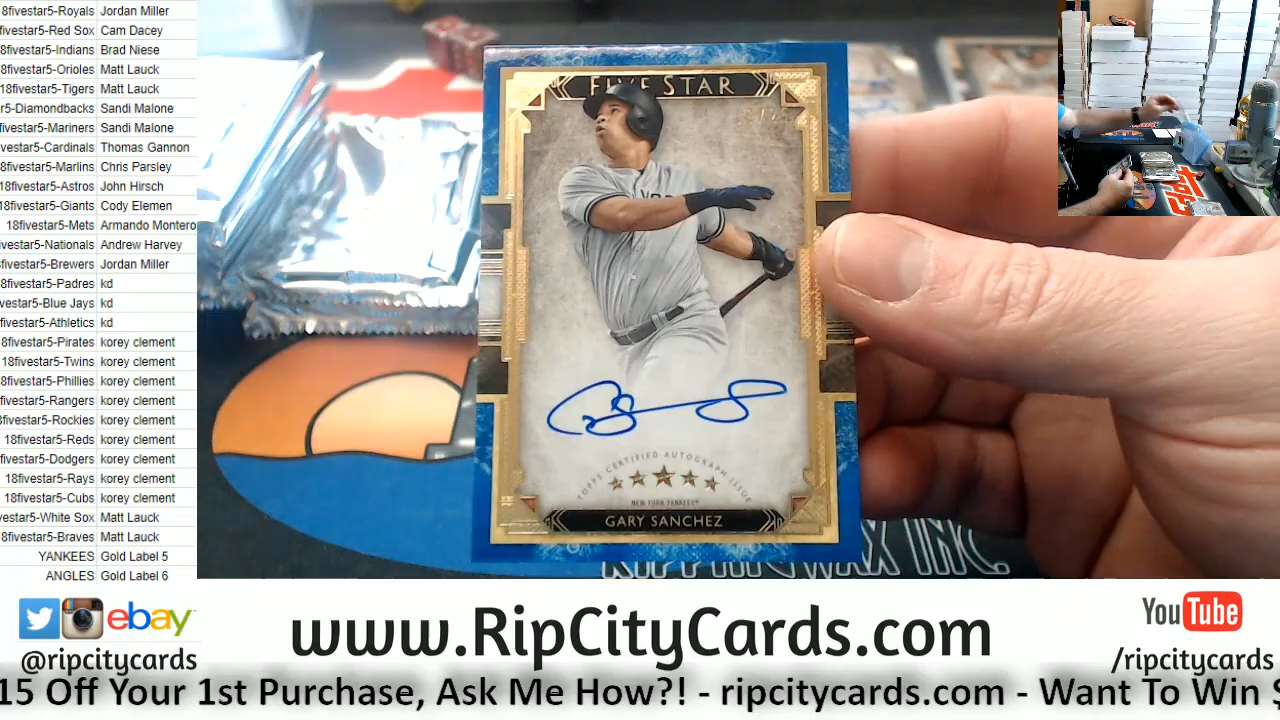 8fivestar5-Royals Jordan Miller
fivestar5-Red Sox Cam Dacey
8fivestar5-Indians Brad Niese
8fivestar5-Orioles Matt Lauck
8fivestar5-Tigers Matt Lauck
r5-Diamondbacks Sandi Malone
r5-Mariners Sandi Malone
vestar5-Cardinals Thomas Gannon
8fivestar5-Marlins Chris Parsley
18fivestar5-Astros John Hirsch
8fivestar5-Giants Cody Elemen
18fivestar5-Mets Armando Montero
vestar5-Nationals Andrew Harvey
fivestar5-Brewers Jordan Miller
8fivestar5-Padres kd
vestar5-Blue Jays kd
fivestar5-Athletics kd
8fivestar5-Pirates korey clement
18fivestar5-Twins korey clement
8fivestar5-Phillies korey clement
8fivestar5-Rangers korey clement
8fivestar5-Rockies korey clement
18fivestar5-Reds korey clement
8fivestar5-Dodgers korey clement
18fivestar5-Rays korey clement
18fivestar5-Cubs korey clement
vestar5-White Sox Matt Lauck
8fivestar5-Braves Matt Lauck
YANKEES Gold Label 5
ANGLES Gold Label 6
FIVE STAR
TOPPS CERTIFIED AUTOGRAPH ISSUE
NEW YORK YANKEES
GARY SANCHEZ
ebay
@ripcitycards
www.RipCityCards.com
YouTube
/ripcitycards
15 Off Your 1st Purchase, Ask Me How?! - ripcitycards.com - Want To Win $